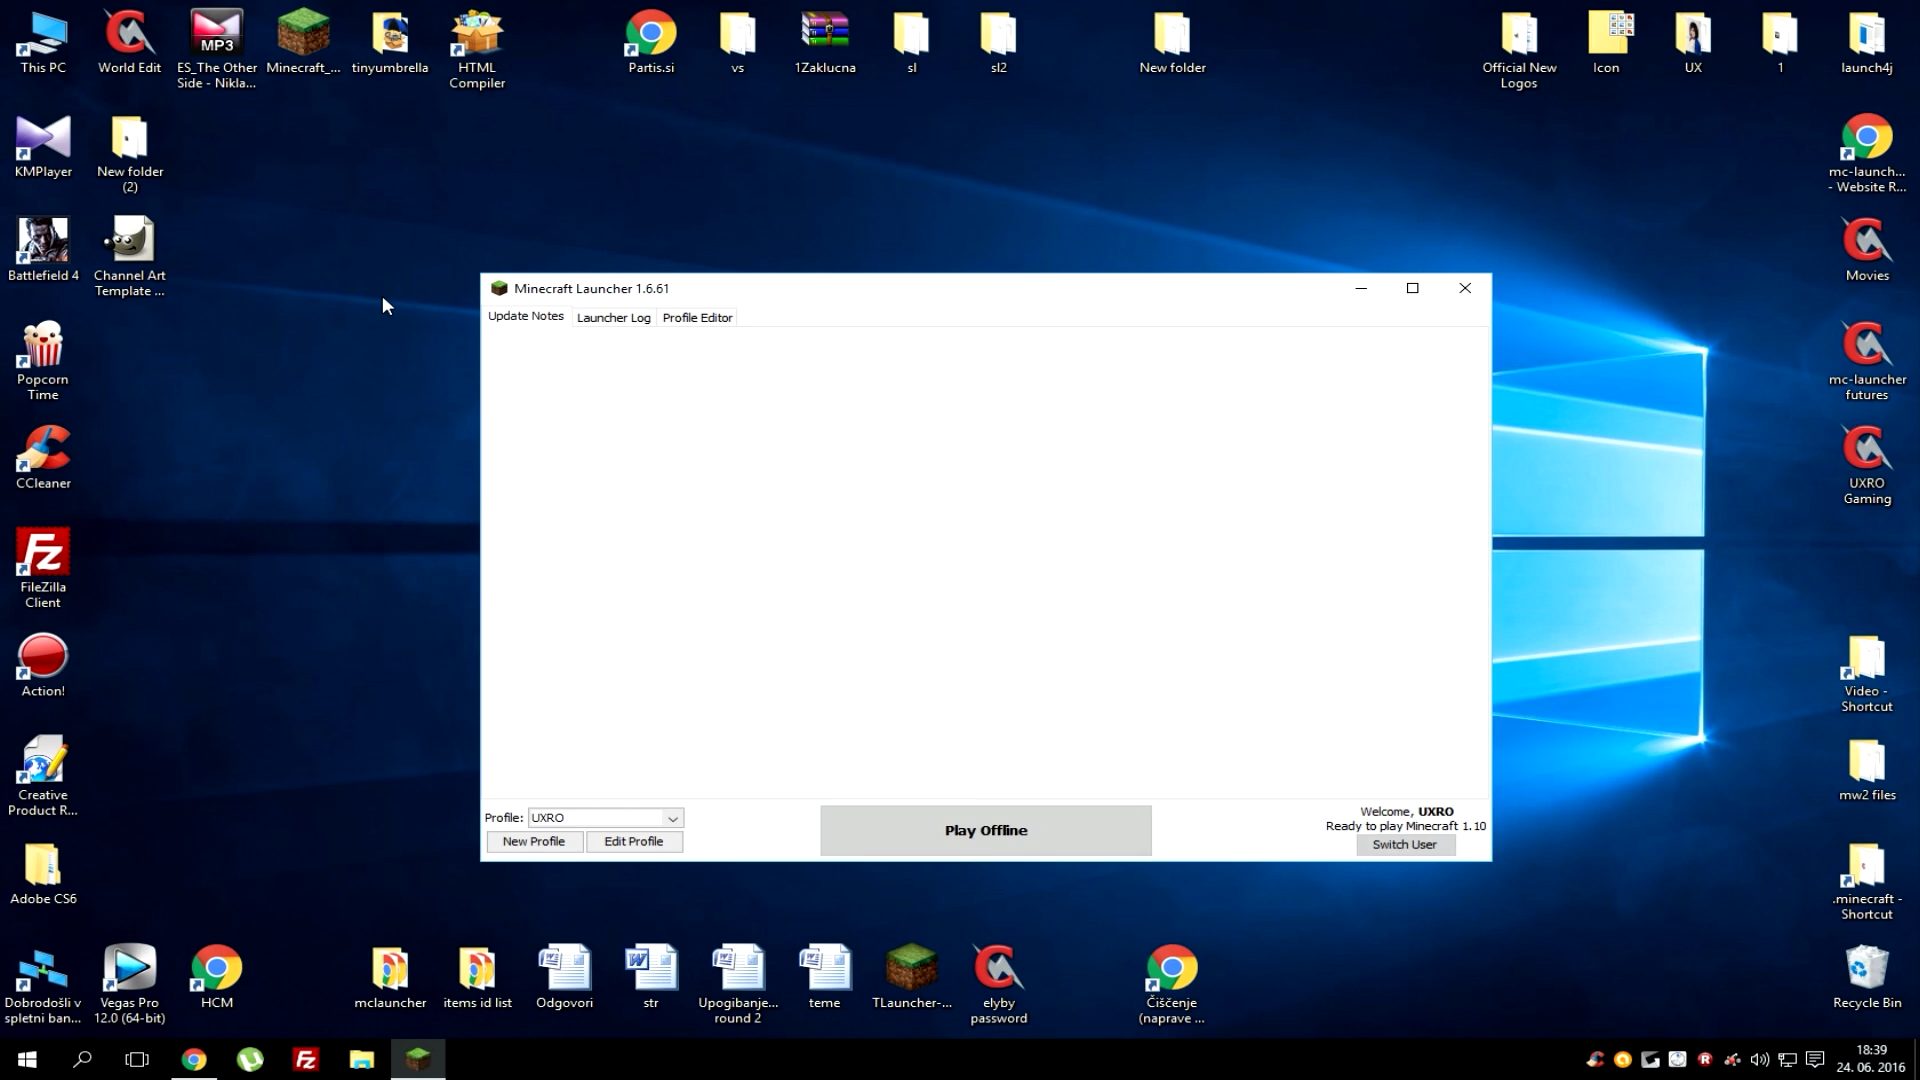 This PC
World Edit
MP3
ES_The Other
Side - Nikla...
Minecraft_...
tinyumbrella
HTML
Compiler
Partis.si
vs
1Zaklucna
sl
sl2
New folder
Official New
Logos
Icon
UX
1
launch4j
KMPlayer
New folder
(2)
mc-launch...
- Website R...
Battlefield 4
Channel Art
Template ...
Movies
Minecraft Launcher 1.6.61
Update Notes
Launcher Log
Profile Editor
Popcorn
Time
mc-launcher
futures
CCleaner
UXRO
Gaming
Fz
FileZilla
Client
Action!
Video -
Shortcut
Creative
Product R...
mw2 files
Profile:
UXRO
New Profile
Edit Profile
Play Offline
Welcome, UXRO
Ready to play Minecraft 1.10
Switch User
Adobe CS6
.minecraft -
Shortcut
Dobrodošli v
spletni ban...
Vegas Pro
12.0 (64-bit)
HCM
mclauncher
items id list
Odgovori
str
Upogibanje...
round 2
teme
TLauncher-...
elyby
password
Čiščenje
(naprave ...
Recycle Bin
Fz
18:39
24. 06. 2016